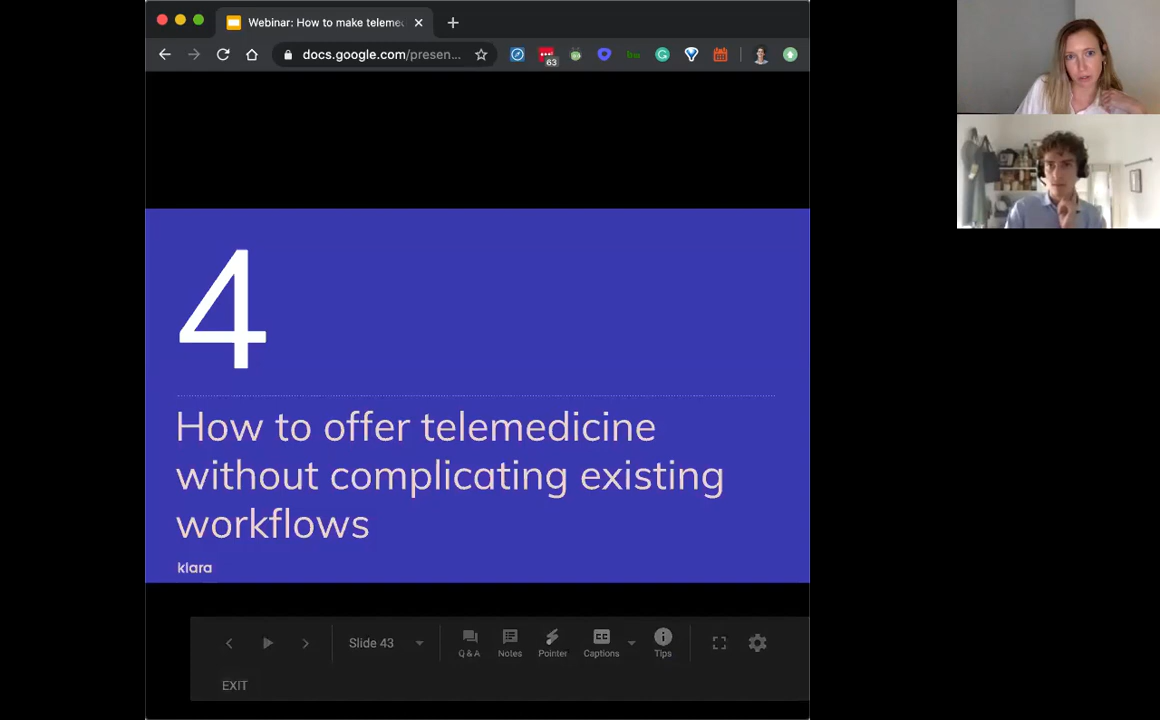 Webinar: How to make teleme
docs.google.com/presen...
63
4
How to offer telemedicine
without complicating existing
workflows
klara
Slide 43
Q & A
Notes
Pointer
Captions
Tips
EXIT